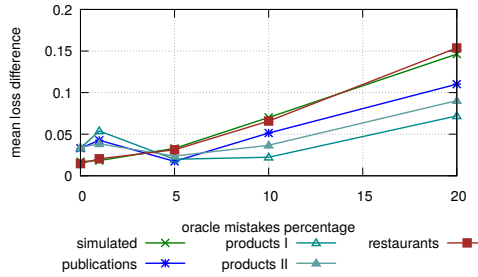 0.2
0.15
0.1
0.05
0
mean loss difference
0 5 10 15 20
oracle mistakes percentage
simulated products I restaurants
publications products II